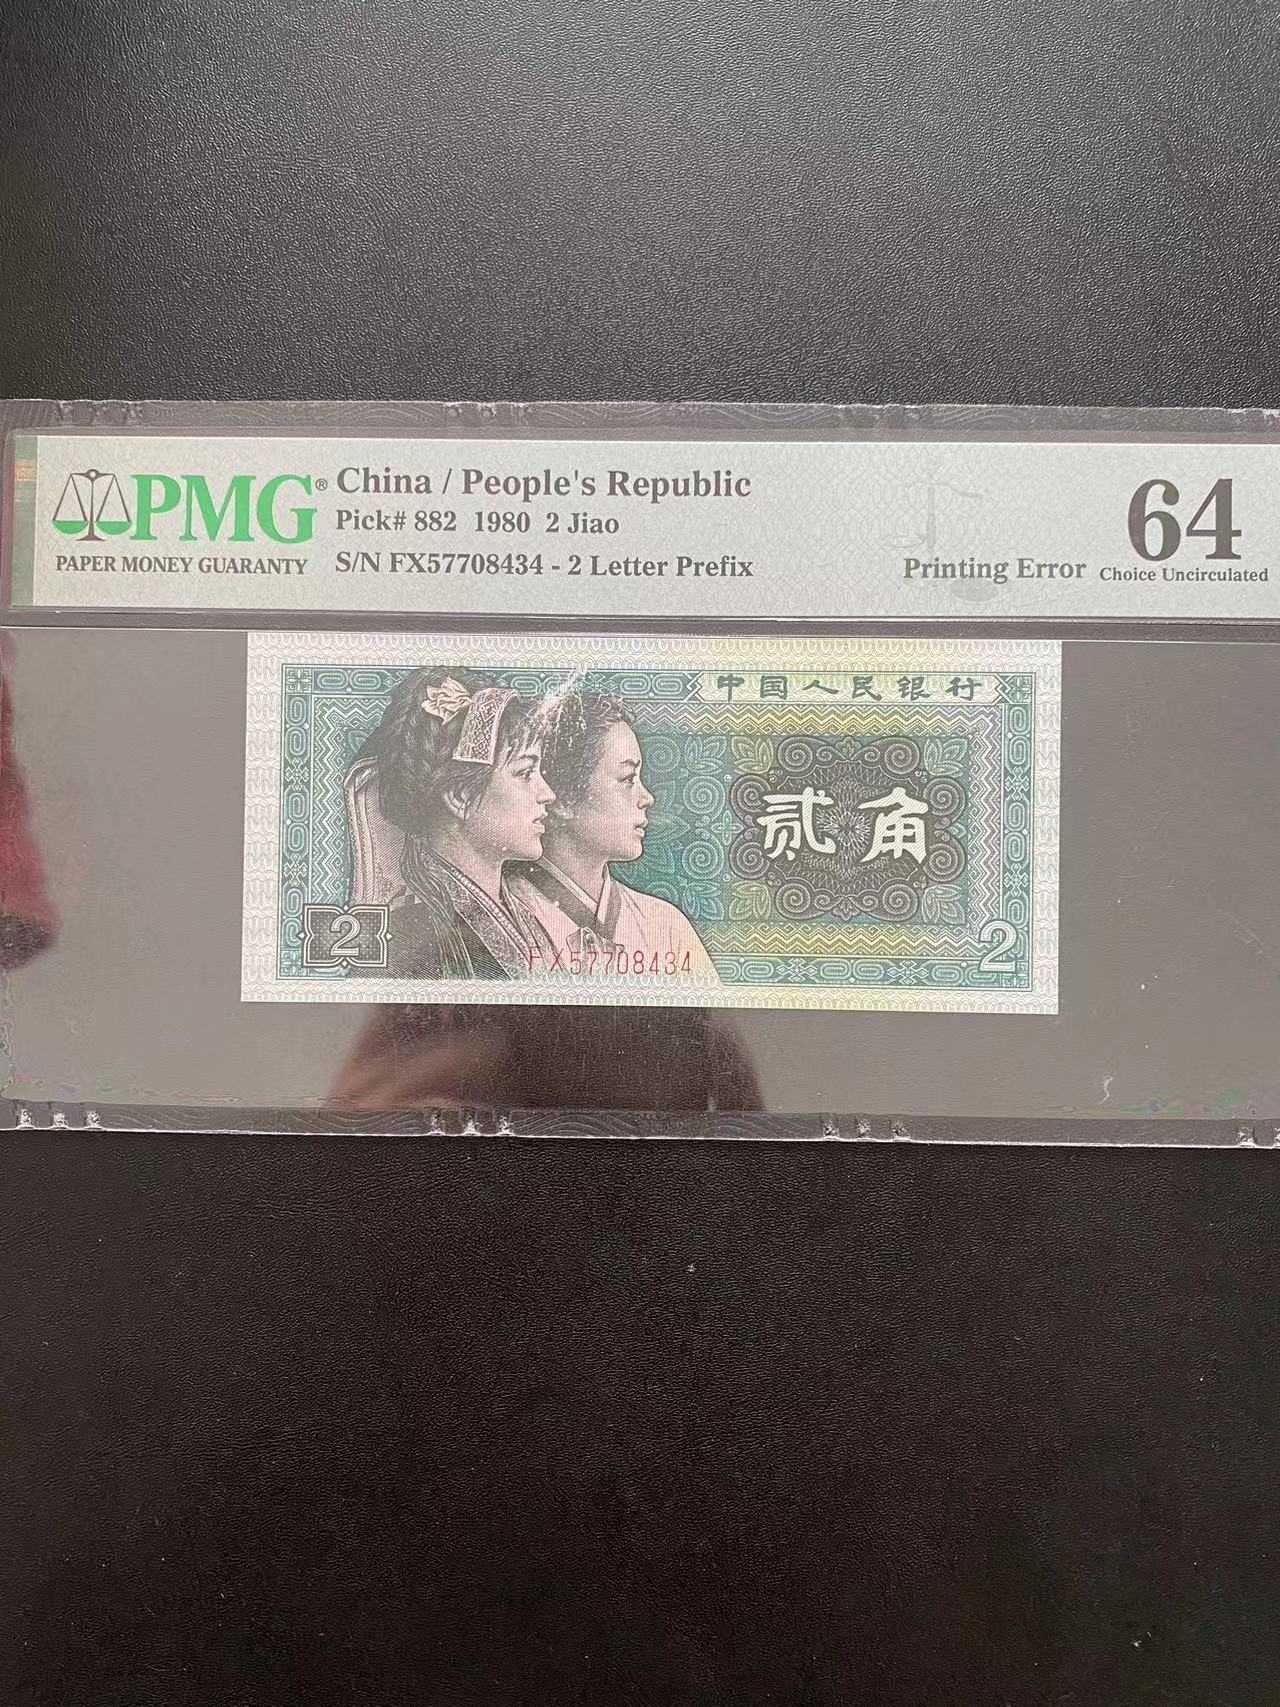 PMG®
PAPER MONEY GUARANTY
China / People's Republic
Pick# 882 1980 2 Jiao
S/N FX57708434 - 2 Letter Prefix
Printing Error
64
Choice Uncirculated
中国人民银行
贰角
2
2
FX57708434